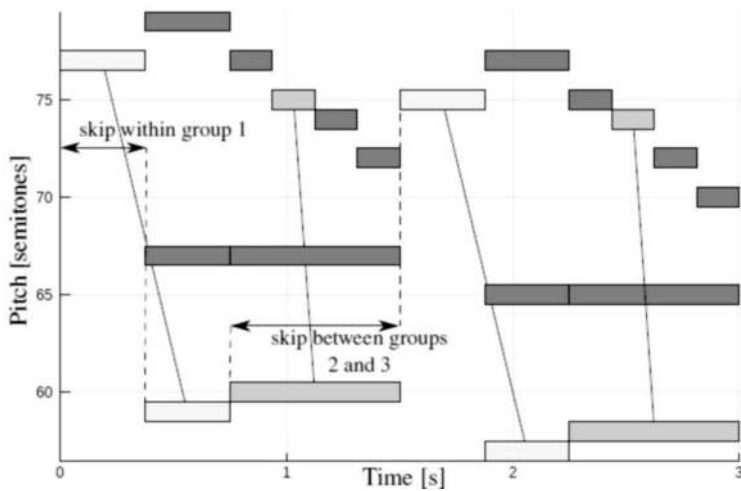 75
skip within group 1
70
Pitch [semitones]
65
skip between groups
2 and 3
60
0
1
Time [s]
2
3